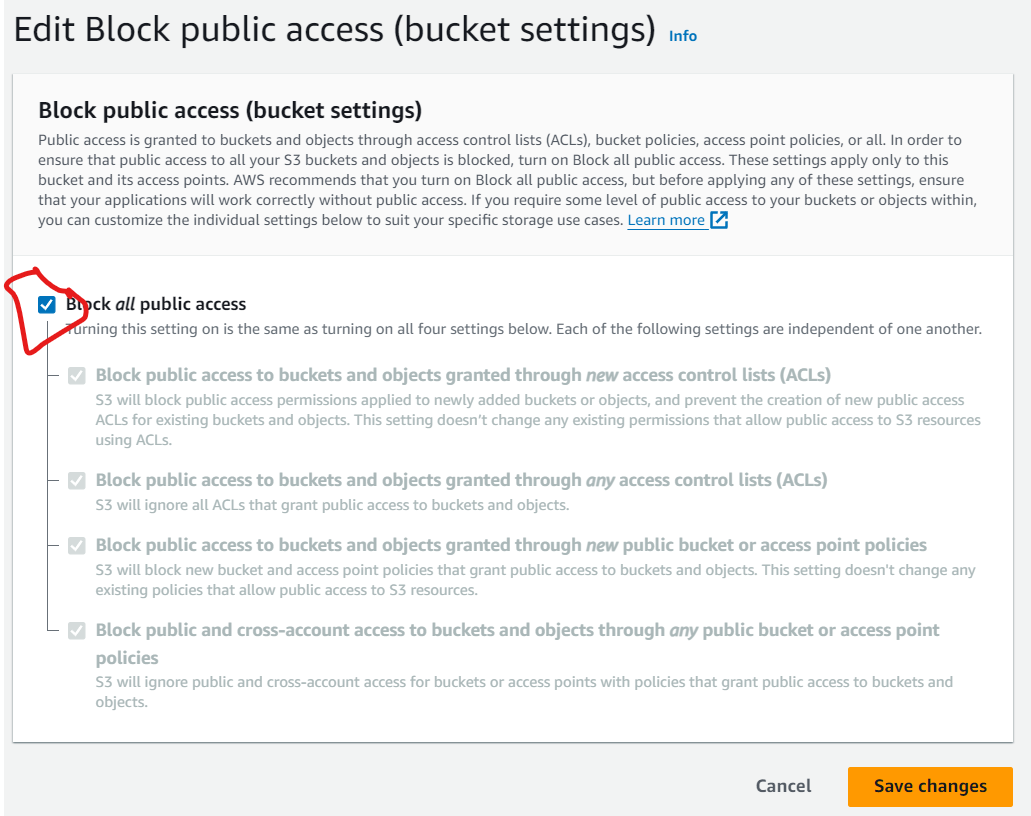 Edit Block public access (bucket settings) Info
Block public access (bucket settings)
Public access is granted to buckets and objects through access control lists (ACLs), bucket policies, access point policies, or all. In order to
ensure that public access to all your S3 buckets and objects is blocked, turn on Block all public access. These settings apply only to this
bucket and its access points. AWS recommends that you turn on Block all public access, but before applying any of these settings, ensure
that your applications will work correctly without public access. If you require some level of public access to your buckets or objects within,
you can customize the individual settings below to suit your specific storage use cases. Learn more
Block all public access
Turning this setting on is the same as turning on all four settings below. Each of the following settings are independent of one another.
Block public access to buckets and objects granted through new access control lists (ACLs)
S3 will block public access permissions applied to newly added buckets or objects, and prevent the creation of new public access
ACLs for existing buckets and objects. This setting doesn't change any existing permissions that allow public access to S3 resources
using ACLs.
Block public access to buckets and objects granted through any access control lists (ACLs)
S3 will ignore all ACLs that grant public access to buckets and objects.
Block public access to buckets and objects granted through new public bucket or access point policies
S3 will block new bucket and access point policies that grant public access to buckets and objects. This setting doesn't change any
existing policies that allow public access to S3 resources.
Block public and cross-account access to buckets and objects through any public bucket or access point
policies
S3 will ignore public and cross-account access for buckets or access points with policies that grant public access to buckets and
objects.
Cancel Save changes